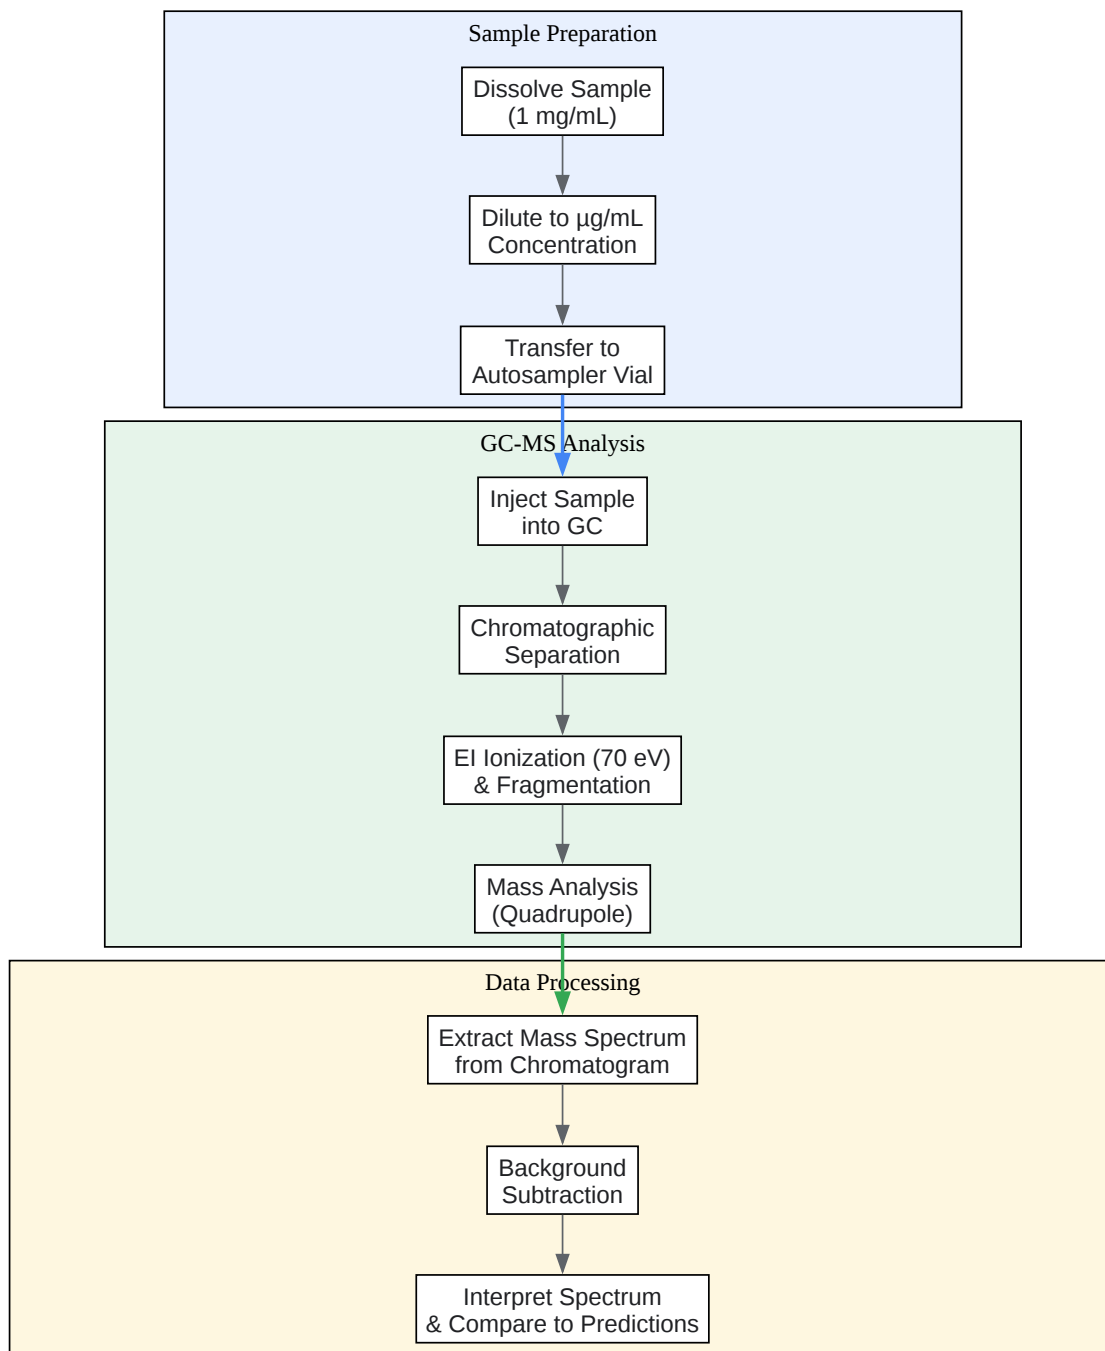 Sample Preparation
Dissolve Sample
(1 mg/mL)
Dilute to µg/mL
Concentration
Transfer to
Autosampler Vial
GC-MS Analysis
Inject Sample
into GC
Chromatographic
Separation
EI Ionization (70 eV)
& Fragmentation
Mass Analysis
(Quadrupole)
Data Processing
Extract Mass Spectrum
from Chromatogram
Background
Subtraction
Interpret Spectrum
& Compare to Predictions